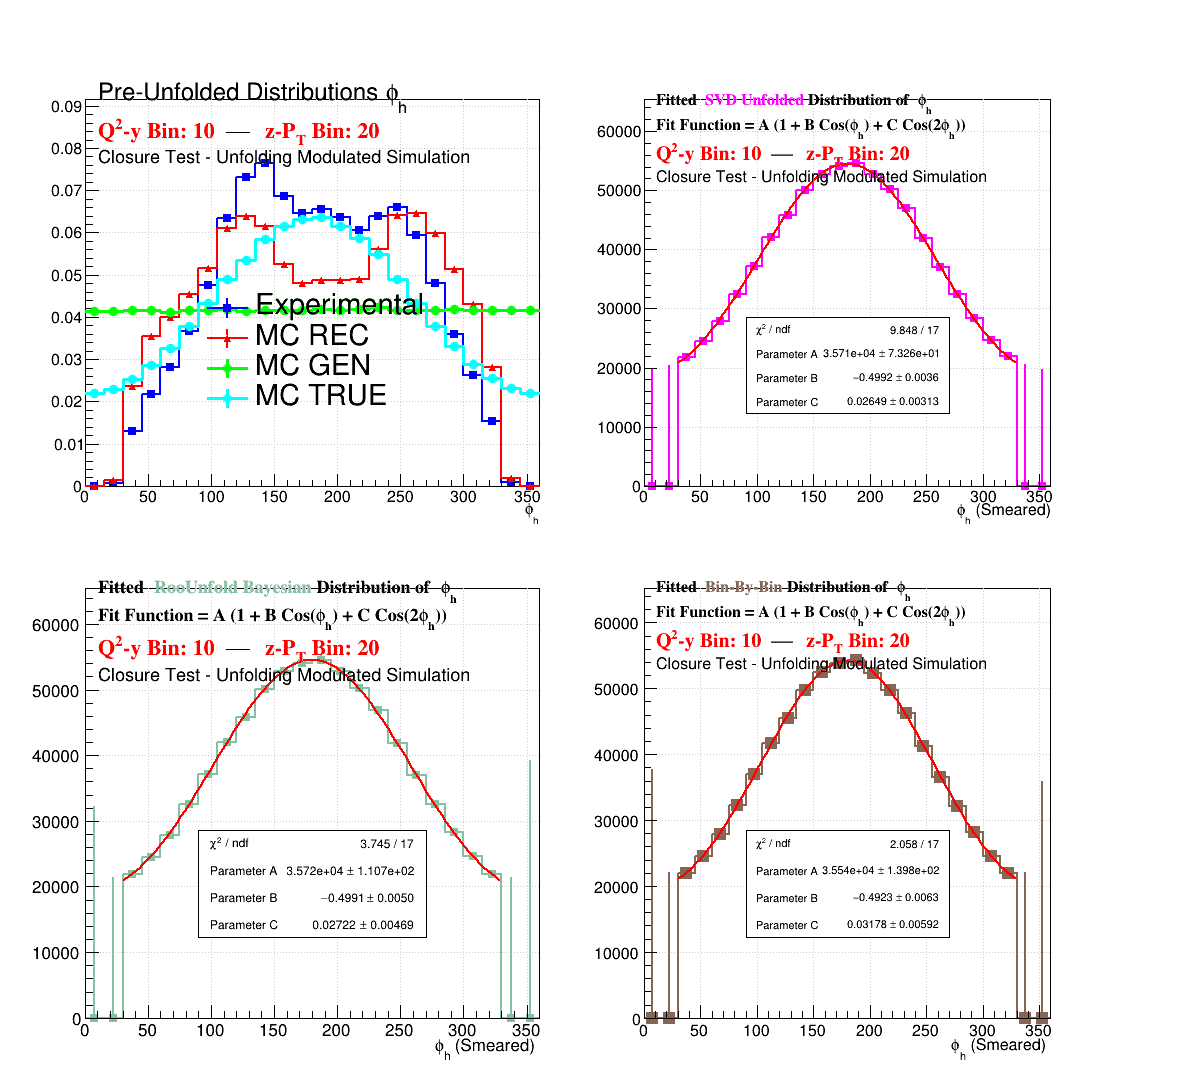 Pre-Unfolded Distributions ϕh
Q²-y Bin: 10 — z-PT Bin: 20
Closure Test - Unfolding Modulated Simulation
0.09
0.08
0.07
0.06
0.05
0.04
0.03
0.02
0.01
0
Experimental
MC REC
MC GEN
MC TRUE
0 50 100 150 200 250 300 350
ϕh
Fitted SVD Unfolded Distribution of ϕh
Fit Function = A (1 + B Cos(ϕh) + C Cos(2ϕh))
Q²-y Bin: 10 — z-PT Bin: 20
Closure Test - Unfolding Modulated Simulation
60000
50000
40000
30000
20000
10000
0
χ² / ndf 9.848 / 17
Parameter A 3.571e+04 ± 7.326e+01
Parameter B −0.4992 ± 0.0036
Parameter C 0.02649 ± 0.00313
0 50 100 150 200 250 300 350
ϕh (Smeared)
Fitted RooUnfold Bayesian Distribution of ϕh
Fit Function = A (1 + B Cos(ϕh) + C Cos(2ϕh))
Q²-y Bin: 10 — z-PT Bin: 20
Closure Test - Unfolding Modulated Simulation
60000
50000
40000
30000
20000
10000
0
χ² / ndf 3.745 / 17
Parameter A 3.572e+04 ± 1.107e+02
Parameter B −0.4991 ± 0.0050
Parameter C 0.02722 ± 0.00469
0 50 100 150 200 250 300
ϕh (Smeared)
Fitted Bin-By-Bin Distribution of ϕh
Fit Function = A (1 + B Cos(ϕh) + C Cos(2ϕh))
Q²-y Bin: 10 — z-PT Bin: 20
Closure Test - Unfolding Modulated Simulation
60000
50000
40000
30000
20000
10000
0
χ² / ndf 2.058 / 17
Parameter A 3.554e+04 ± 1.398e+02
Parameter B −0.4923 ± 0.0063
Parameter C 0.03178 ± 0.00592
0 50 100 150 200 250 300 350
ϕh (Smeared)